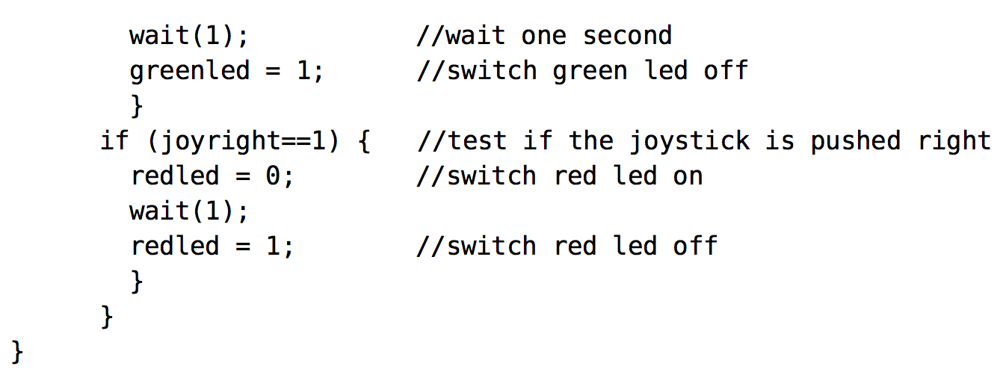 wait(1);           //wait one second
greenled = 1;      //switch green led off
}
if (joyright==1) {   //test if the joystick is pushed right
redled = 0;        //switch red led on
wait(1);
redled = 1;        //switch red led off
}
}
}